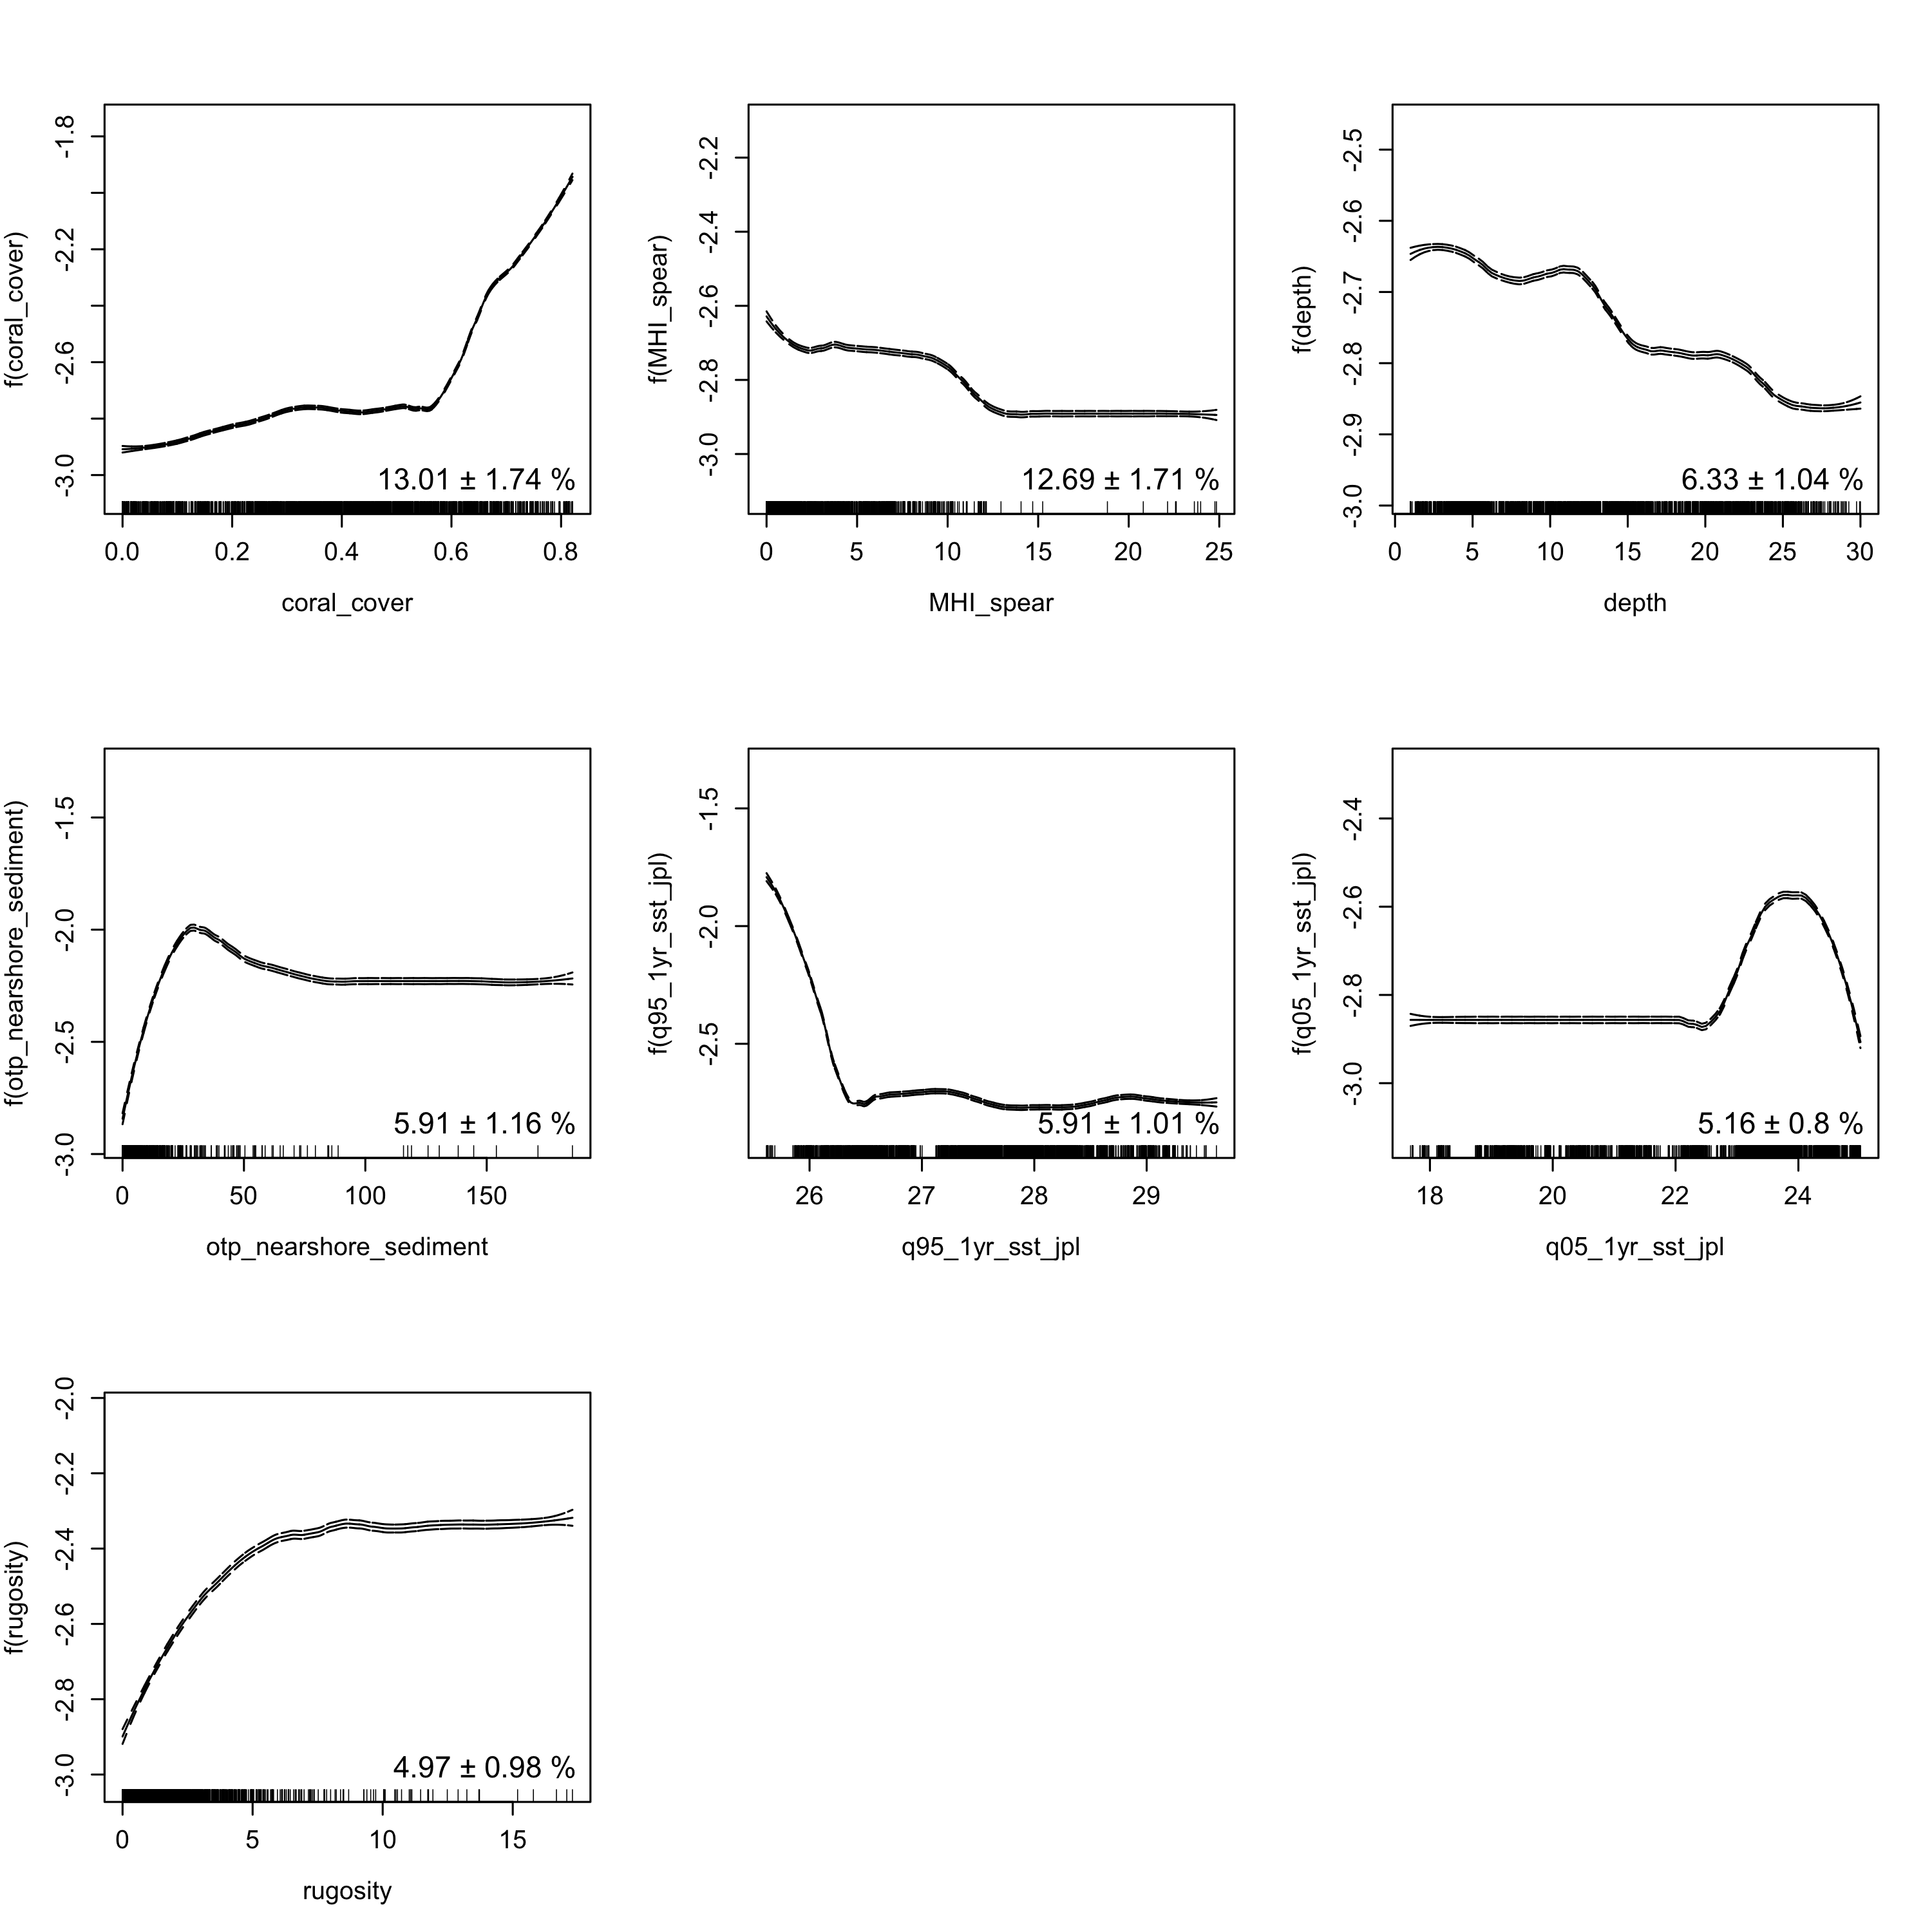 f(coral_cover)
-1.8
-2.2
-2.6
-3.0
13.01 ± 1.74 %
0.0 0.2 0.4 0.6 0.8
coral_cover
f(MHI_spear)
-2.2
-2.4
-2.6
-2.8
-3.0
12.69 ± 1.71 %
0 5 10 15 20 25
MHI_spear
f(depth)
-2.5
-2.6
-2.7
-2.8
-2.9
-3.0
6.33 ± 1.04 %
0 5 10 15 20 25 30
depth
f(otp_nearshore_sediment)
-1.5
-2.0
-2.5
-3.0
5.91 ± 1.16 %
0 50 100 150
otp_nearshore_sediment
f(q95_1yr_sst_jpl)
-1.5
-2.0
-2.5
5.91 ± 1.01 %
26 27 28 29
q95_1yr_sst_jpl
f(q05_1yr_sst_jpl)
-2.4
-2.6
-2.8
-3.0
5.16 ± 0.8 %
18 20 22 24
q05_1yr_sst_jpl
f(rugosity)
-2.0
-2.2
-2.4
-2.6
-2.8
-3.0
4.97 ± 0.98 %
0 5 10 15
rugosity